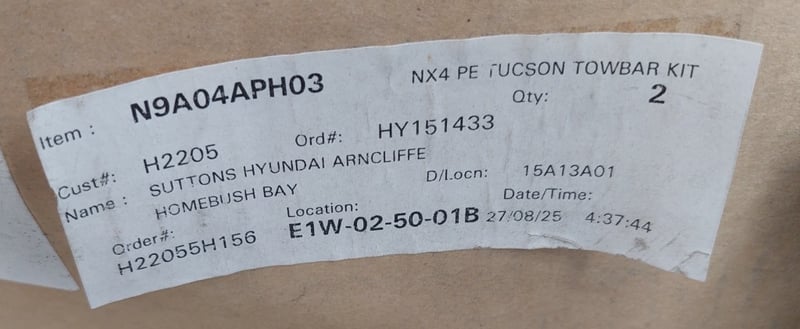 Item : N9A04APH03 NX4 PE TUCSON TOWBAR KIT
Qty: 2
Cust#: H2205 Ord#: HY151433
Name : SUTTONS HYUNDAI ARNCLIFFE
HOMEBUSH BAY D/Locn: 15A13A01
Order#: Location: Date/Time:
H22055H156 E1W-02-50-01B 27/08/25 4:37:44